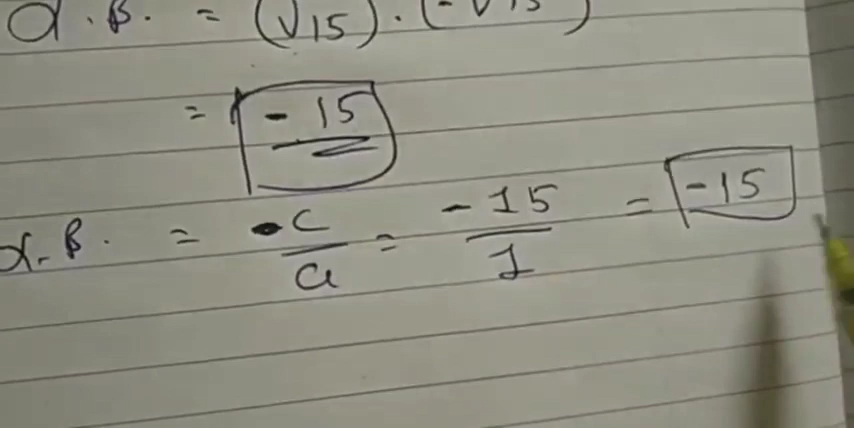 α.β. = (√15).(-√15)
= -15
α.β. = -c/a = -15/1 = -15